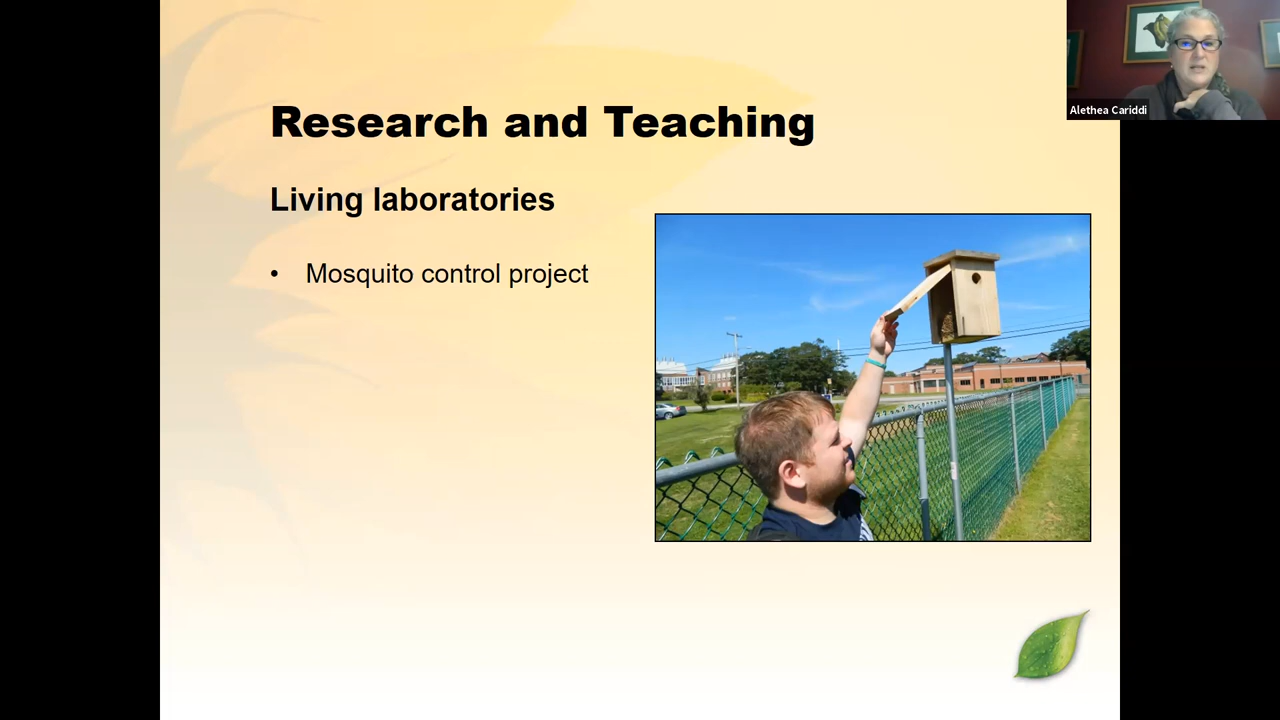 Research and Teaching
Living laboratories
• Mosquito control project
Alethea Cariddi